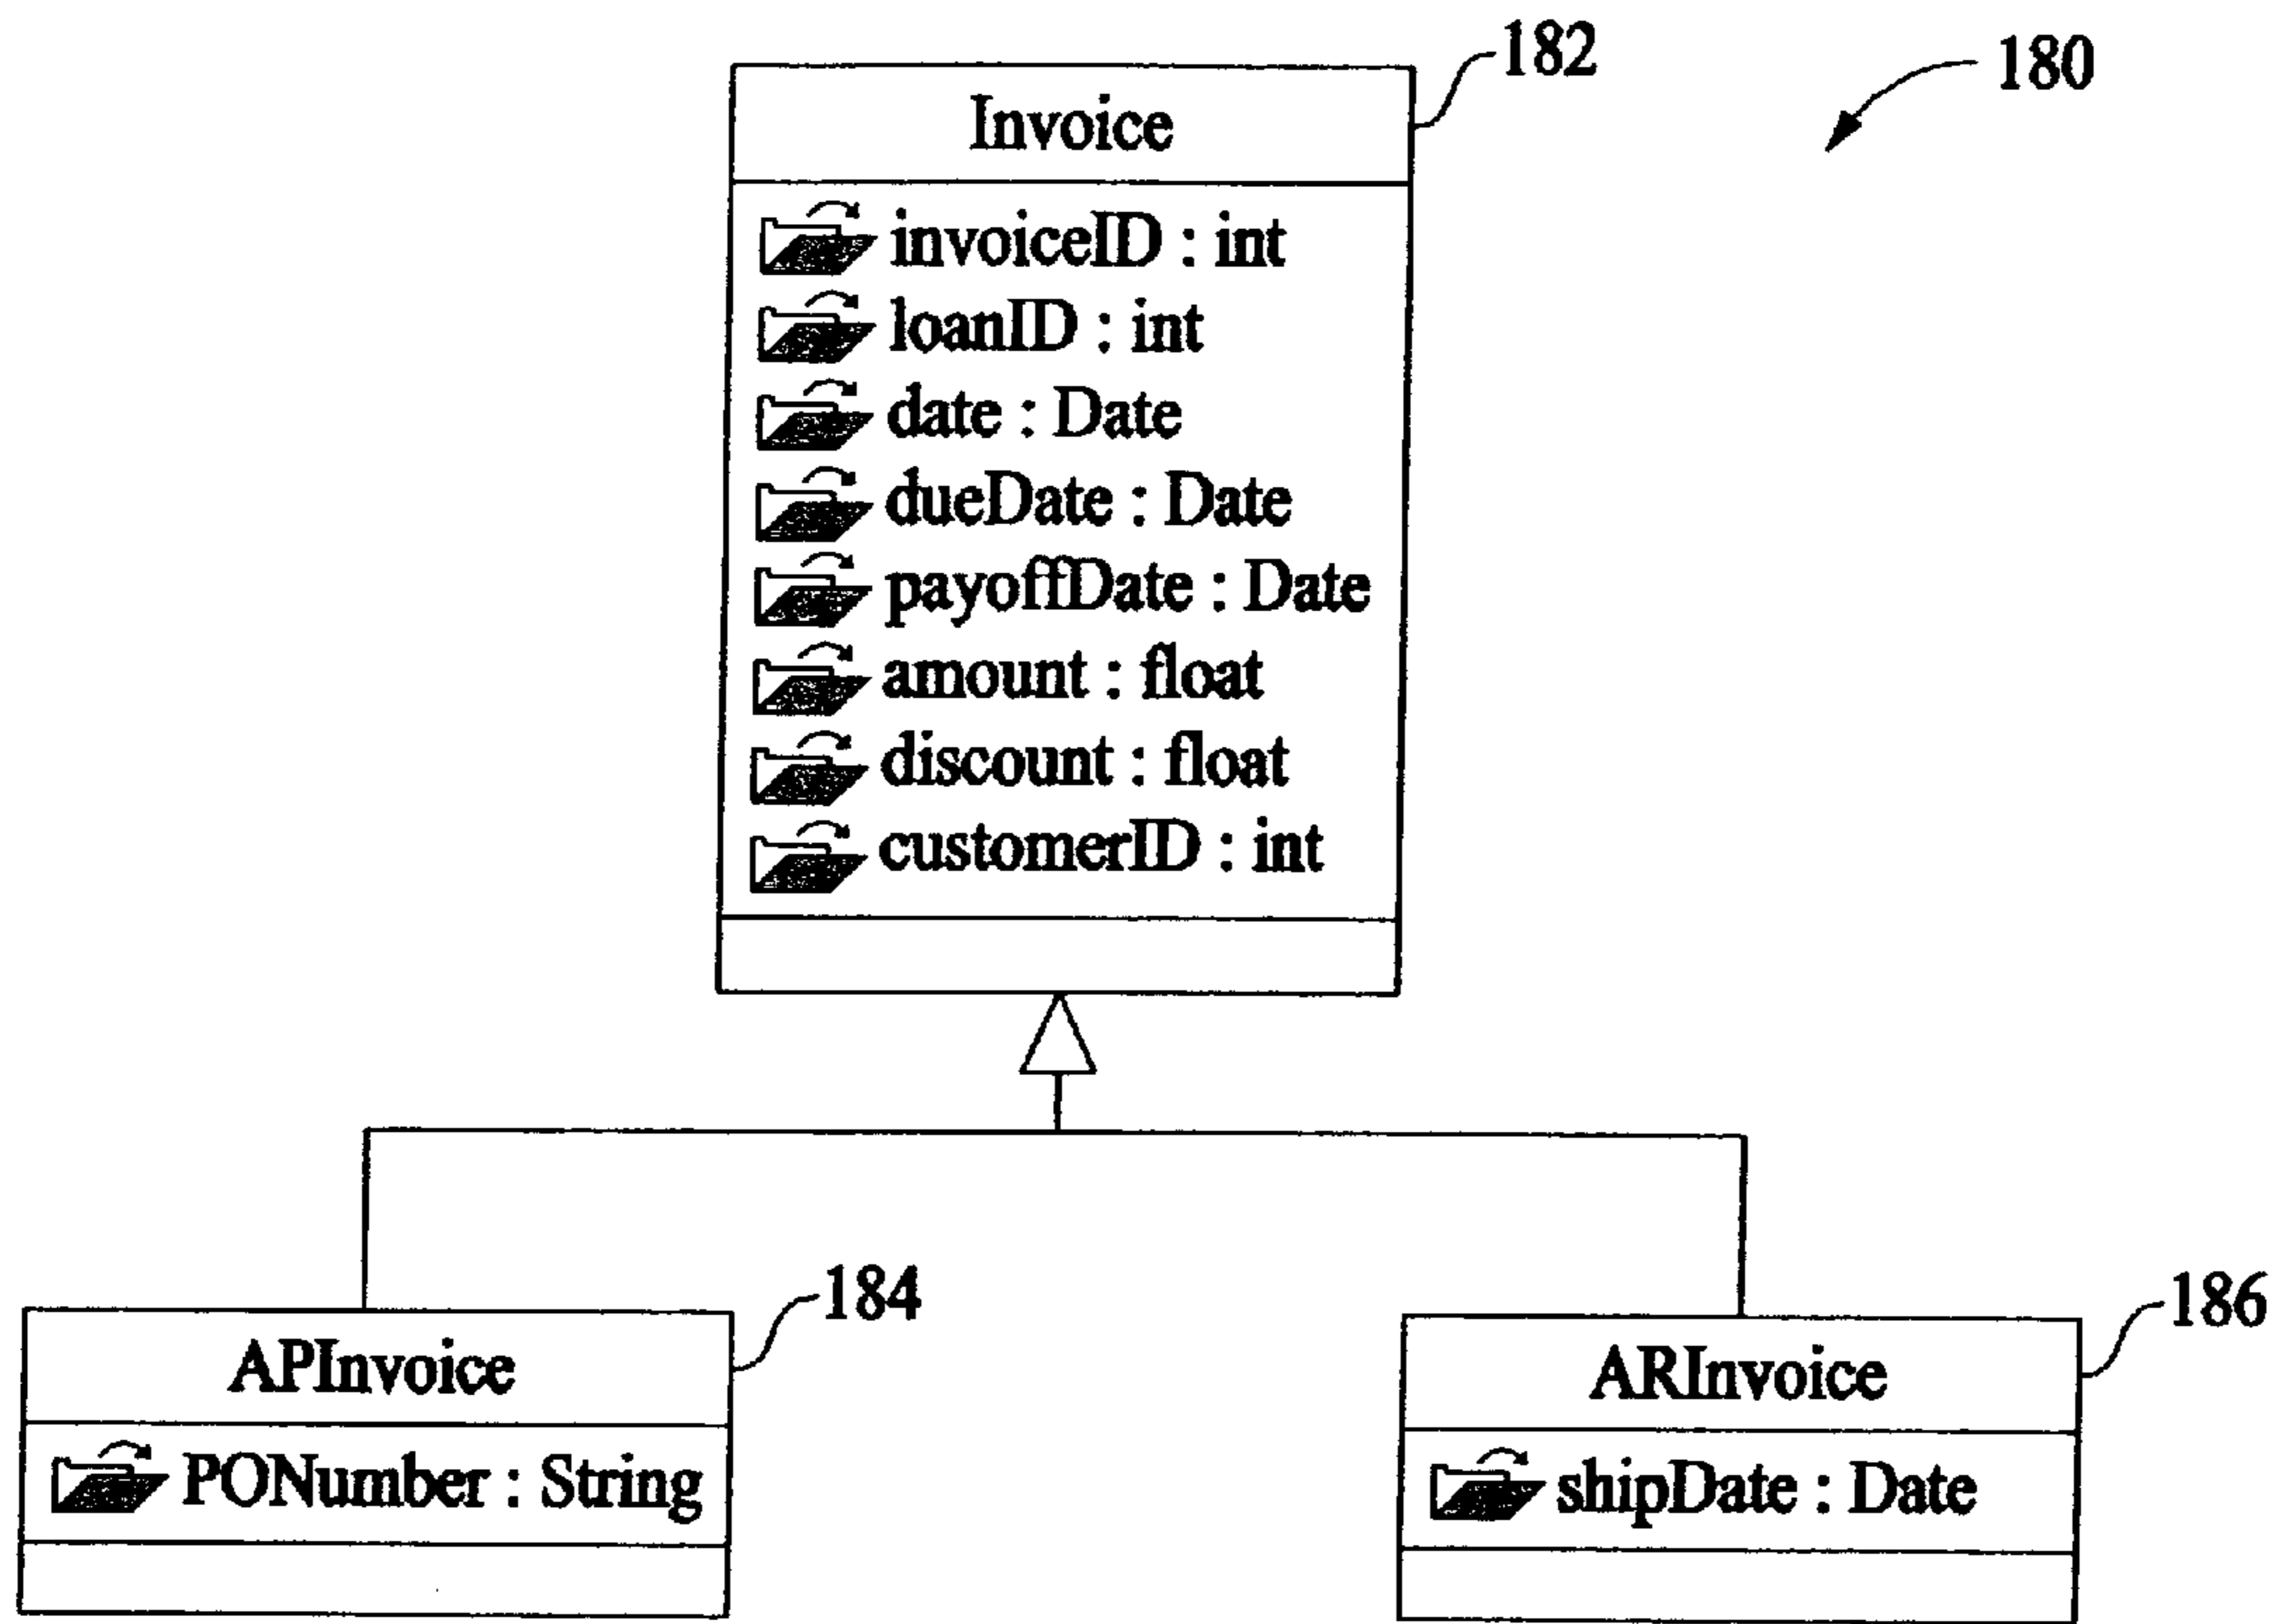 182
180
Invoice
invoiceID : int
loanID : int
date : Date
dueDate : Date
payoffDate : Date
amount : float
discount : float
customerID : int
184
186
APInvoice
ARInvoice
PONumber : String
shipDate : Date